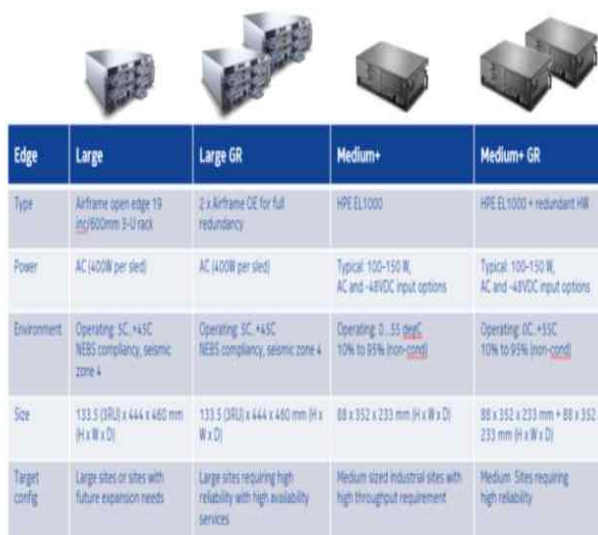 Edge Large Large GR Medium+ Medium+ GR
Type Airframe open edge 19 2 x Airframe OE for full HPE EL1000 HPE EL1000 + redundant HW
inc/600mm 3-U rack redundancy
Power AC (400W per sled) AC (400W per sled) Typical: 100-150 W, Typical: 100-150 W,
AC and -48VDC input options AC and -48VDC input options
Environment Operating: 5C..+45C Operating: 5C..+45C Operating: 0...55 degC Operating: 0C..+55C
NEBS compliancy, seismic NEBS compliancy, seismic zone 4 10% to 95% (non-cond) 10% to 95% (non-cond)
zone 4
Size 133.5 (3RU) x 444 x 460 mm 133.5 (3RU) x 444 x 460 mm (H x 88 x 352 x 233 mm (H x W x D) 88 x 352 x 233 mm + 88 x 352
(H x W x D) W x D) 233 mm (H x W x D)
Target Large sites or sites with Large sites requiring high Medium sized industrial sites with Medium Sites requiring
config future expansion needs reliability with high availability high throughput requirement high reliability
services